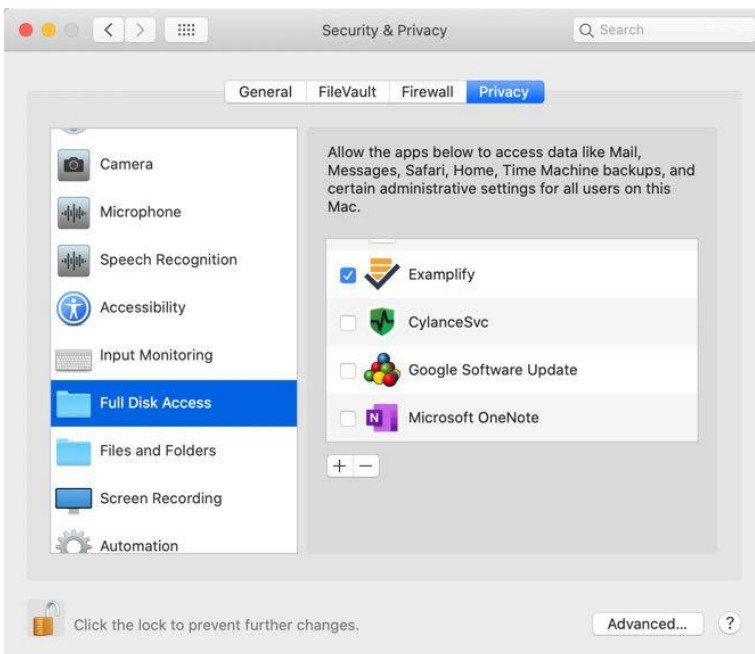 Security & Privacy
Search
General
FileVault
Firewall
Privacy
Camera
Microphone
Speech Recognition
Accessibility
Input Monitoring
Full Disk Access
Files and Folders
Screen Recording
Automation
Allow the apps below to access data like Mail,
Messages, Safari, Home, Time Machine backups, and
certain administrative settings for all users on this
Mac.
Examplify
CylanceSvc
Google Software Update
N
Microsoft OneNote
+ −
Click the lock to prevent further changes.
Advanced...
?